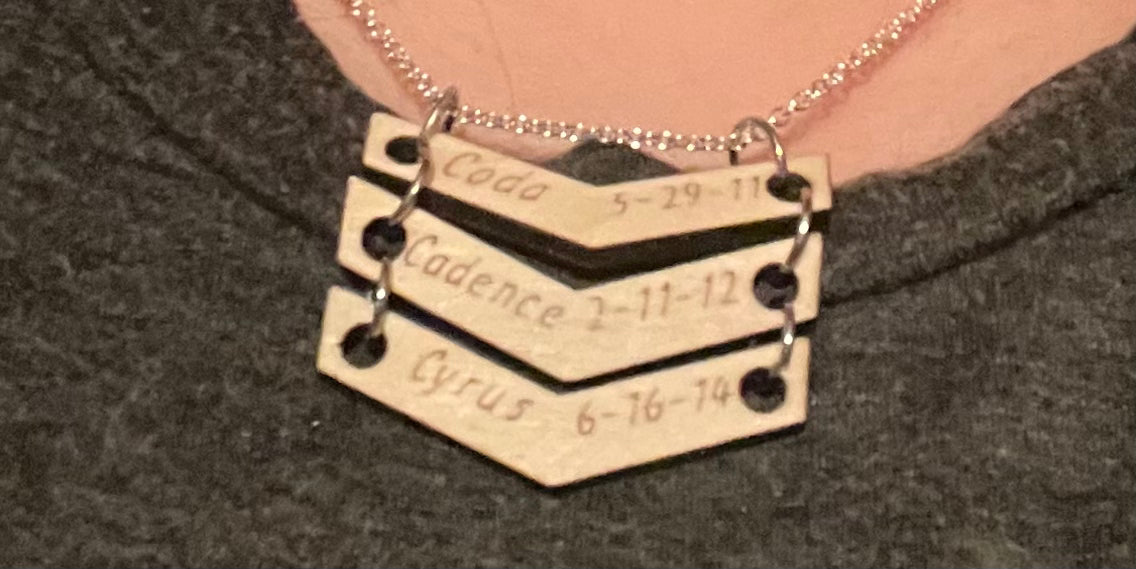 Coda 5-29-11
Cadence 2-11-12
Cyrus 6-16-14